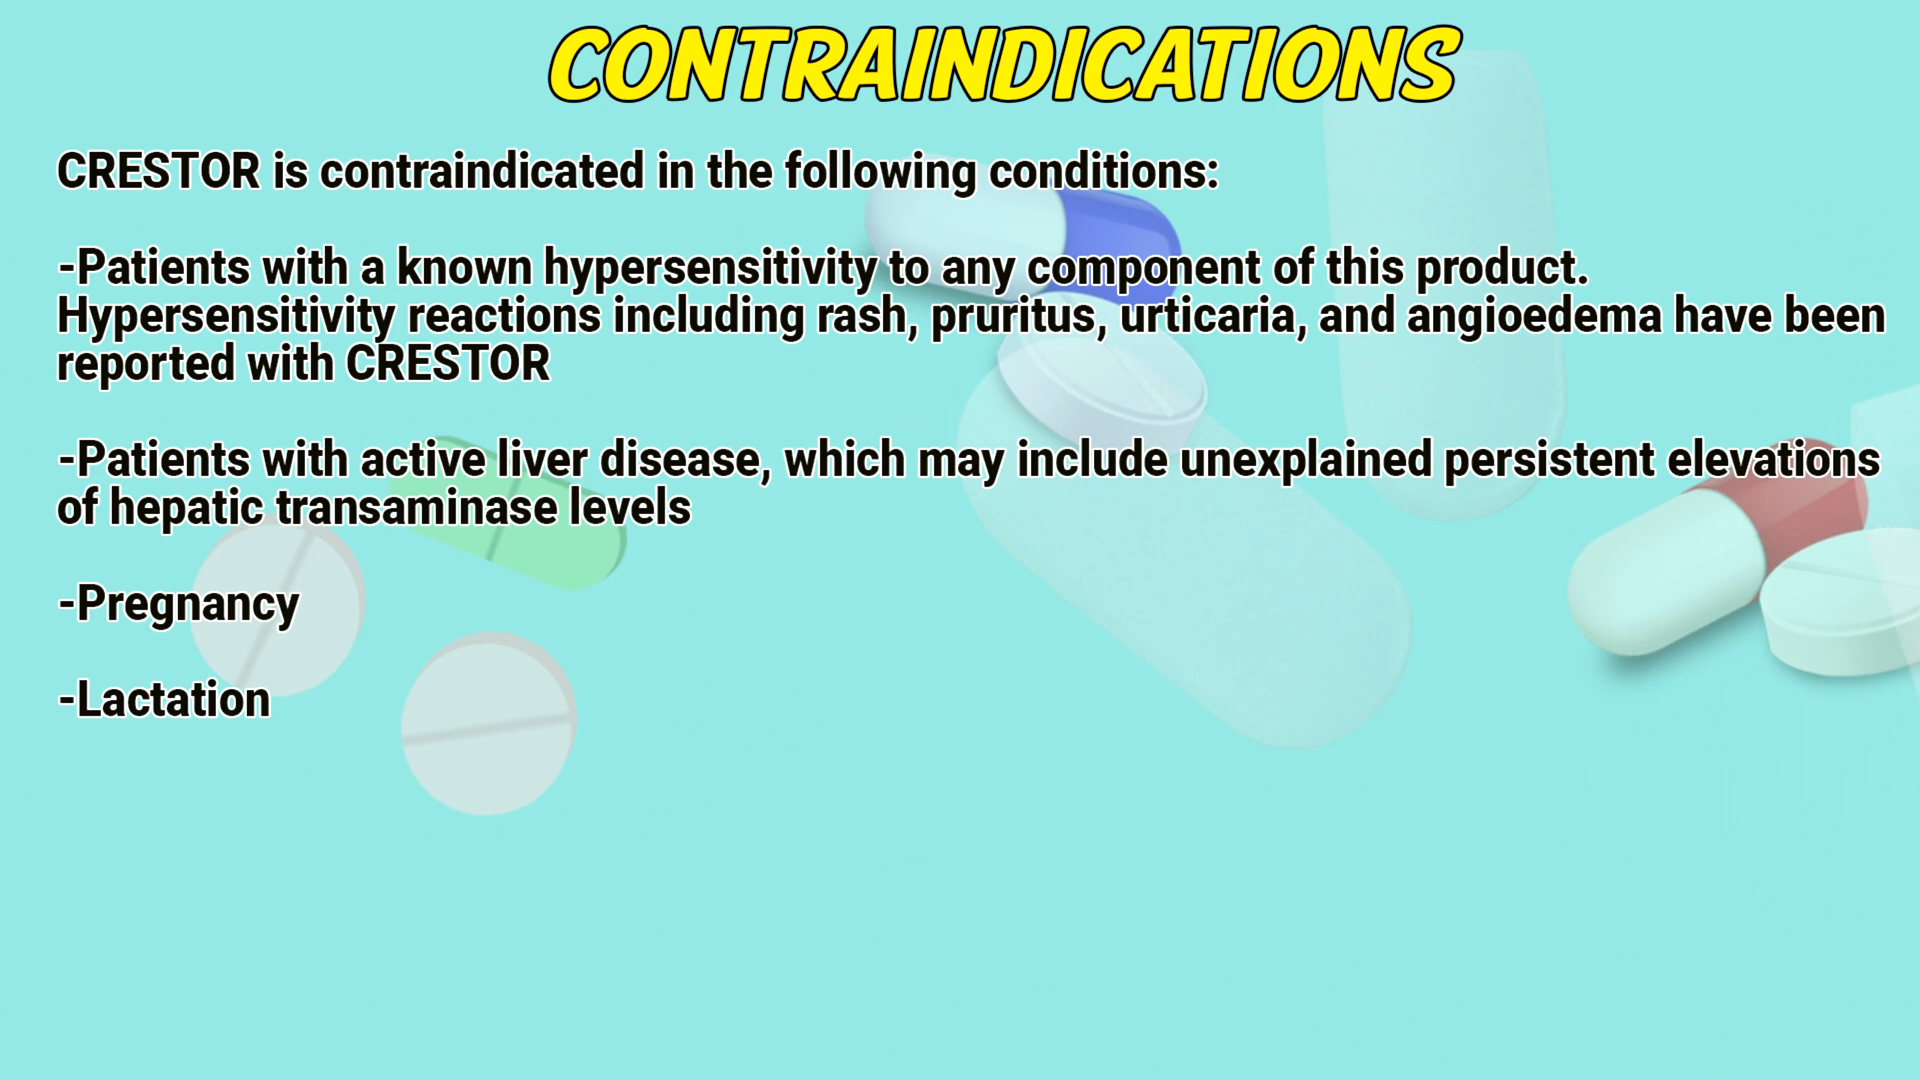 CONTRAINDICATIONS
CRESTOR is contraindicated in the following conditions:
-Patients with a known hypersensitivity to any component of this product.
Hypersensitivity reactions including rash, pruritus, urticaria, and angioedema have been
reported with CRESTOR
-Patients with active liver disease, which may include unexplained persistent elevations
of hepatic transaminase levels
-Pregnancy
-Lactation